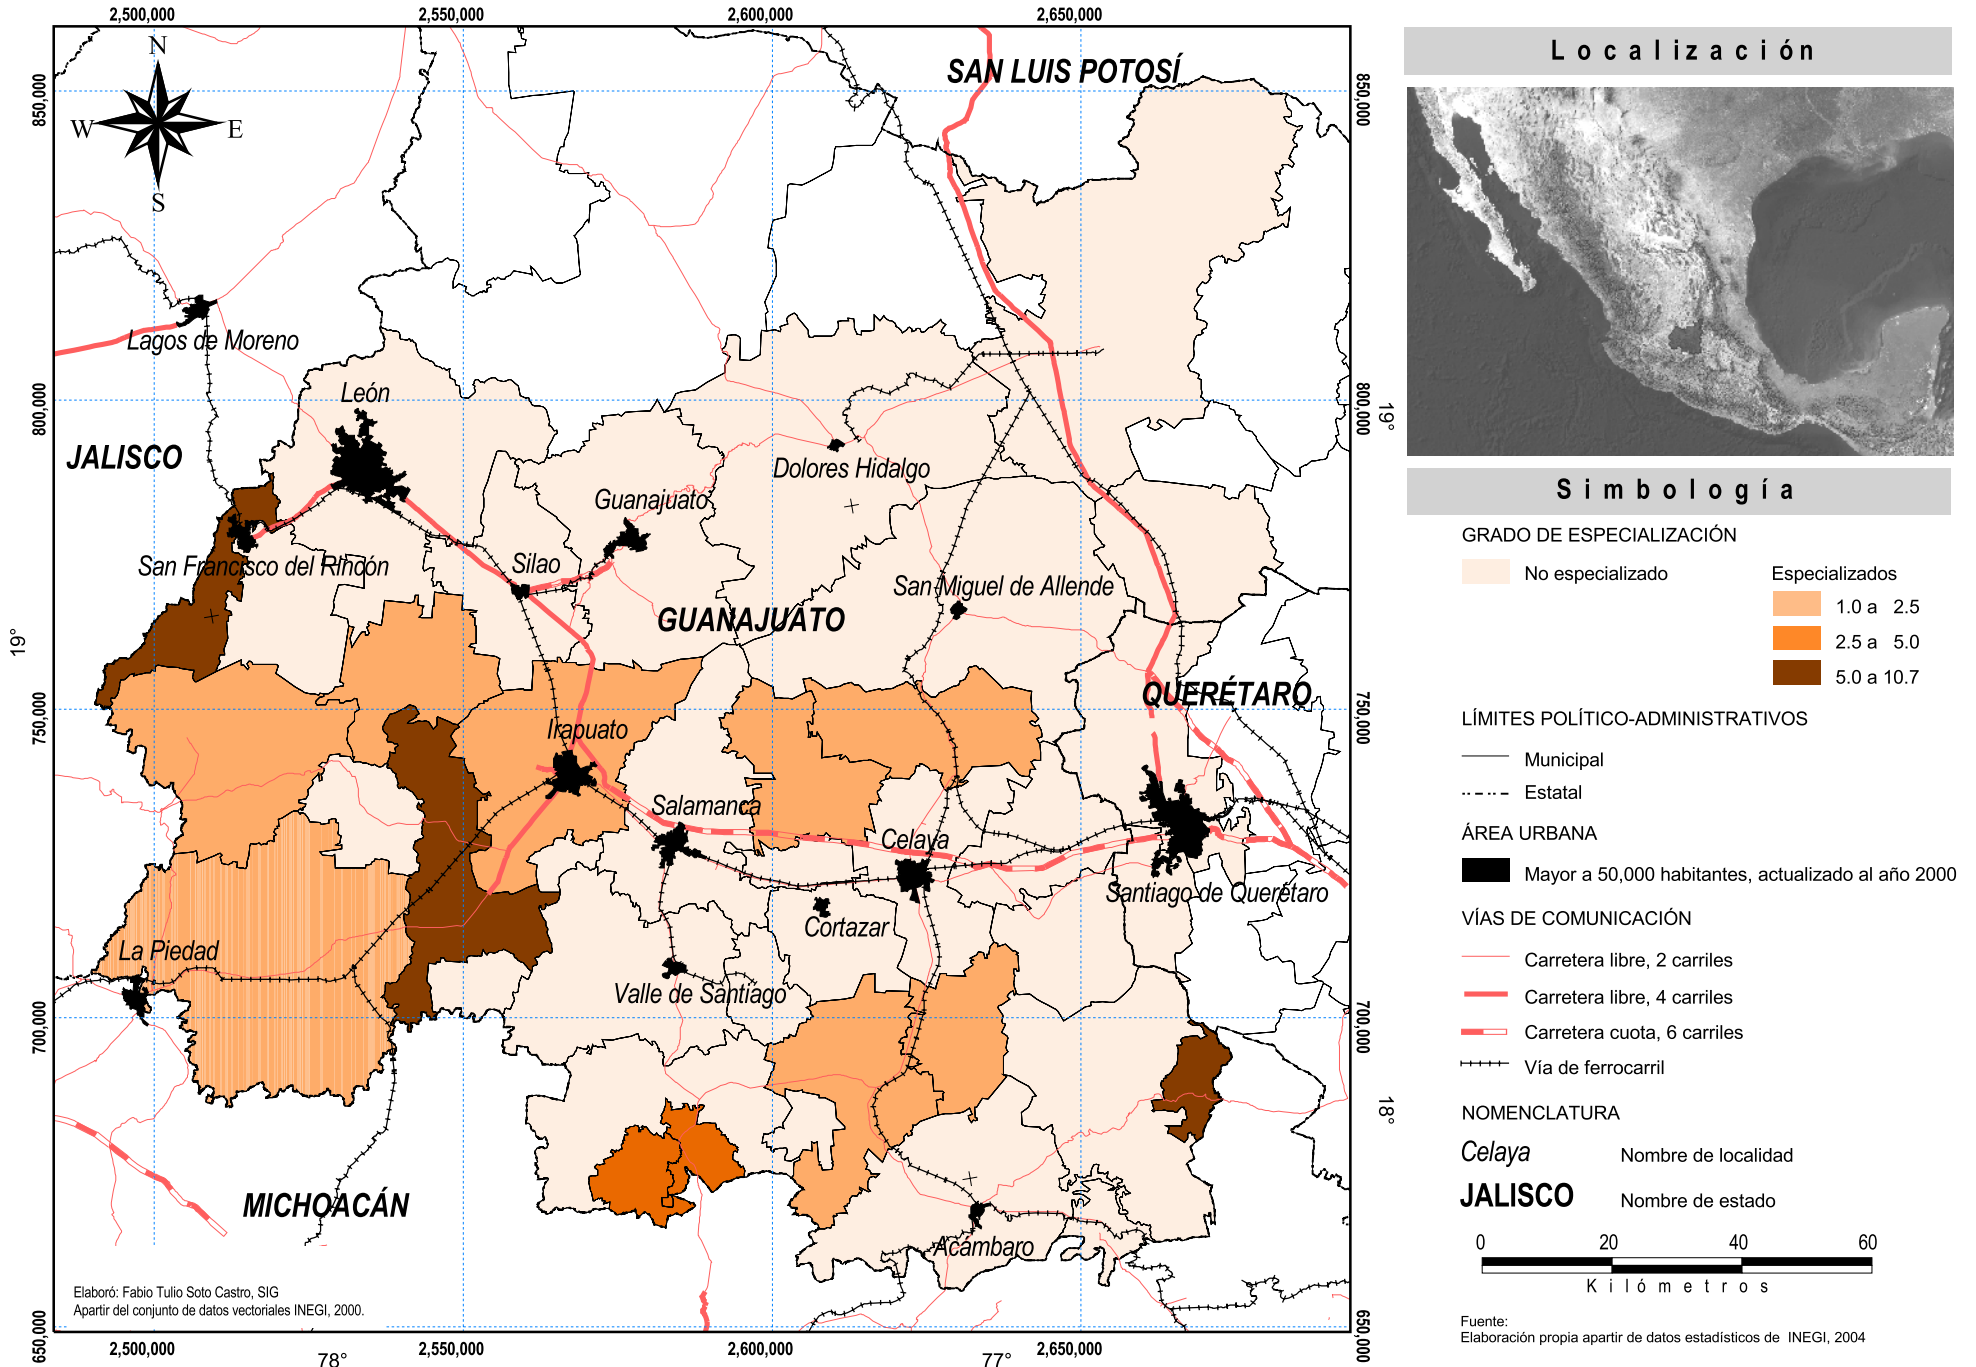 2,500,000
2,550,000
2,600,000
2,650,000
N
W
E
S
850,000
800,000
750,000
700,000
650,000
19°
850,000
800,000
750,000
700,000
650,000
19°
18°
SAN LUIS POTOSÍ
Lagos de Moreno
León
JALISCO
Dolores Hidalgo
Guanajuato
San Francisco del Rincón
Silao
San Miguel de Allende
GUANAJUATO
QUERÉTARO
Irapuato
Salamanca
Celaya
Santiago de Querétaro
Cortazar
La Piedad
Valle de Santiago
MICHOACÁN
Acámbaro
Elaboró: Fabio Tulio Soto Castro, SIG
Apartir del conjunto de datos vectoriales INEGI, 2000.
2,500,000
2,550,000
2,600,000
2,650,000
78°
77°
Localización
Simbología
GRADO DE ESPECIALIZACIÓN
No especializado
Especializados
1.0 a 2.5
2.5 a 5.0
5.0 a 10.7
LÍMITES POLÍTICO-ADMINISTRATIVOS
Municipal
Estatal
ÁREA URBANA
Mayor a 50,000 habitantes, actualizado al año 2000
VÍAS DE COMUNICACIÓN
Carretera libre, 2 carriles
Carretera libre, 4 carriles
Carretera cuota, 6 carriles
Vía de ferrocarril
NOMENCLATURA
Celaya Nombre de localidad
JALISCO Nombre de estado
0 20 40 60
Kilómetros
Fuente:
Elaboración propia apartir de datos estadísticos de INEGI, 2004